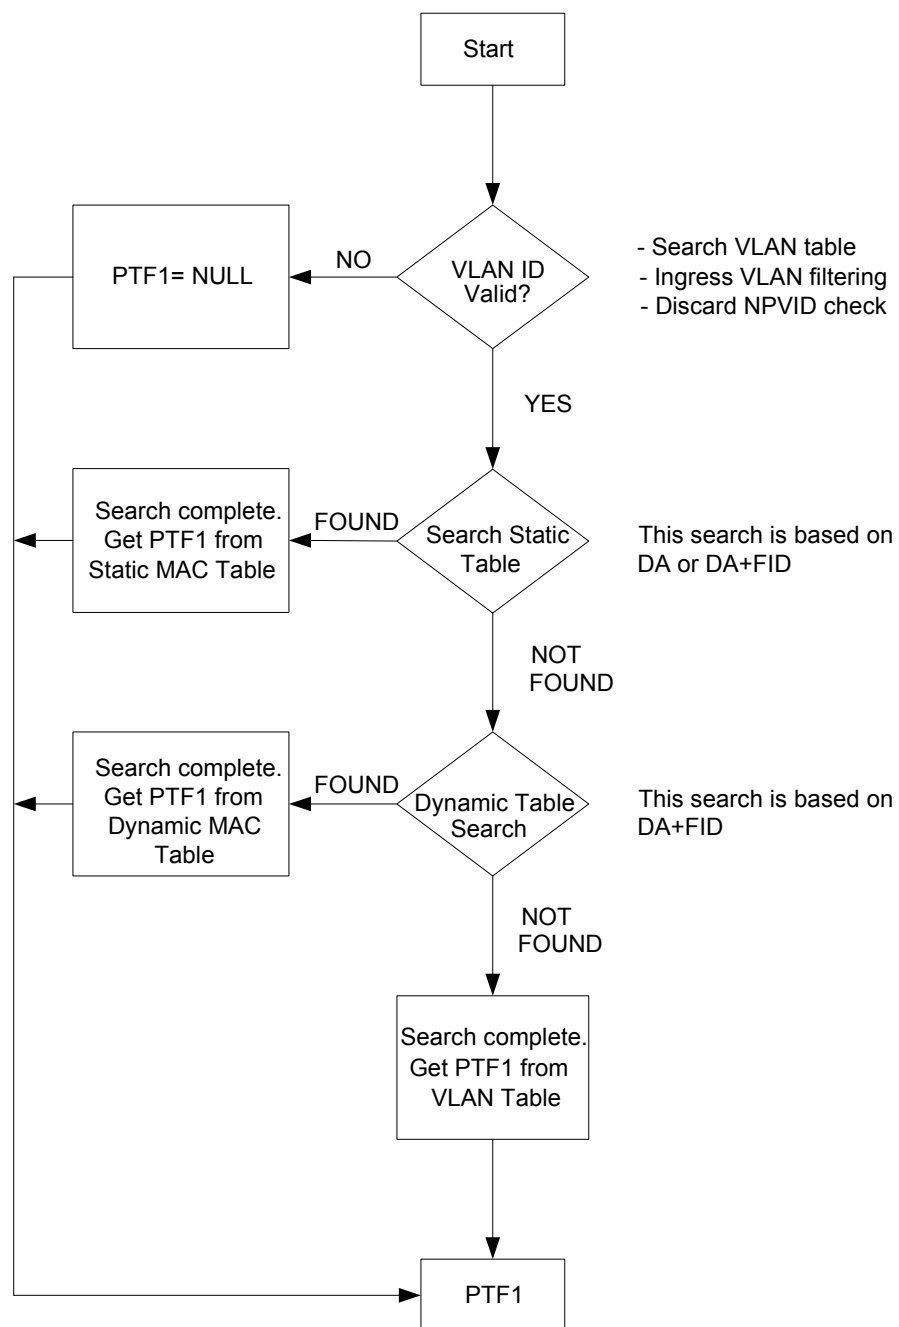 Start
PTF1= NULL
NO
VLAN ID
Valid?
- Search VLAN table
- Ingress VLAN filtering
- Discard NPVID check
YES
Search complete.
Get PTF1 from
Static MAC Table
FOUND
Search Static
Table
This search is based on
DA or DA+FID
NOT
FOUND
Search complete.
Get PTF1 from
Dynamic MAC
Table
FOUND
Dynamic Table
Search
This search is based on
DA+FID
NOT
FOUND
Search complete.
Get PTF1 from
VLAN Table
PTF1